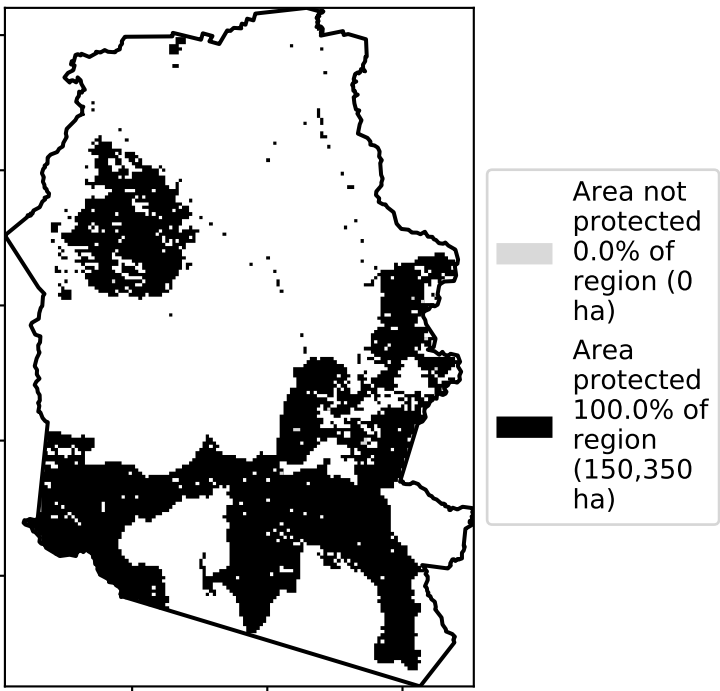 Area not
protected
0.0% of
region (0
ha)
Area
protected
100.0% of
region
(150,350
ha)